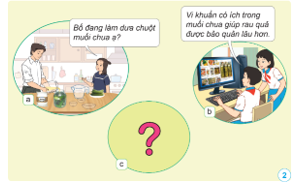 Bố đang làm dưa chuột
muối chua ạ?
Vi khuẩn có ích trong
muối chua giúp rau quả
được bảo quản lâu hơn.
a
b
?
c
2